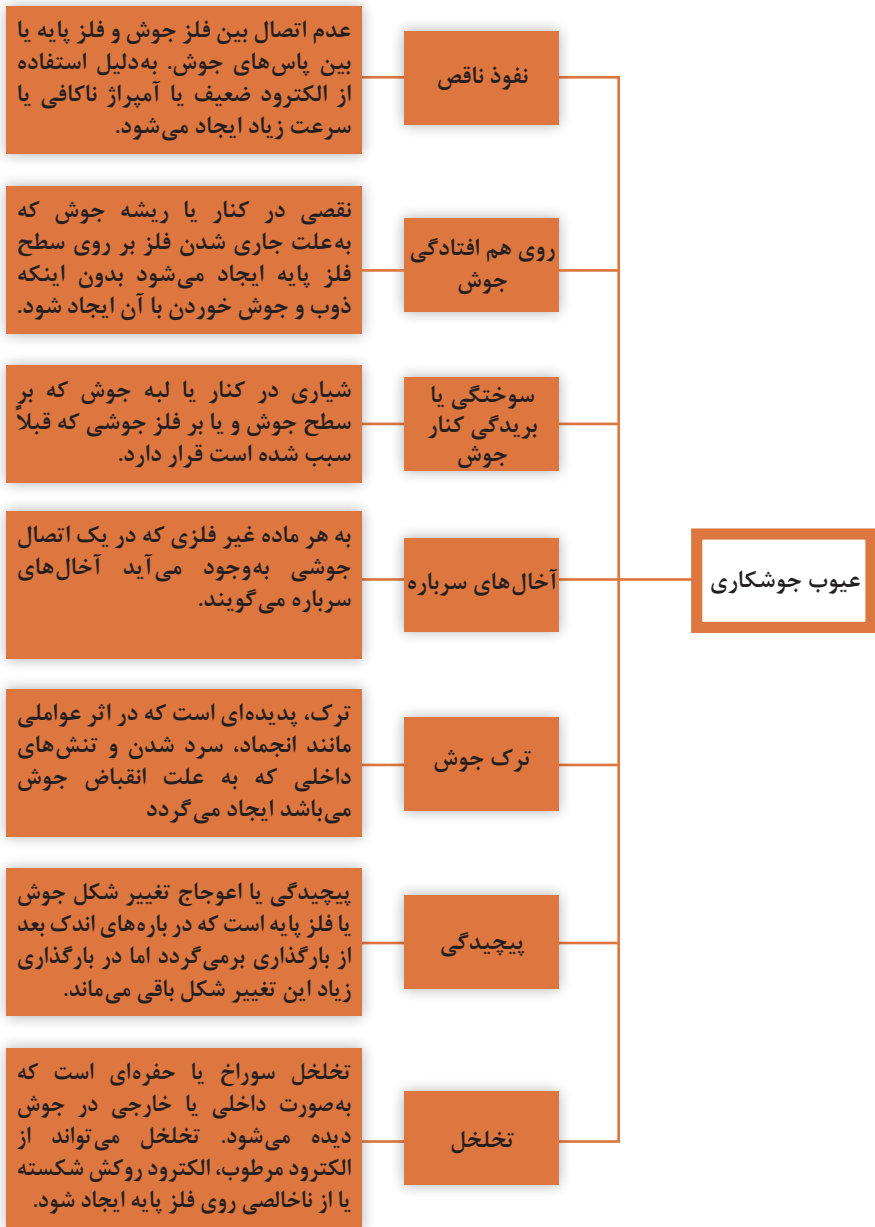 عیوب جوشکاری
نفوذ ناقص
عدم اتصال بین فلز جوش و فلز پایه یا
بین پاس‌های جوش. به‌دلیل استفاده
از الکترود ضعیف یا آمپراژ ناکافی یا
سرعت زیاد ایجاد می‌شود.
روی هم افتادگی
جوش
نقصی در کنار یا ریشه جوش که
به‌علت جاری شدن فلز بر روی سطح
فلز پایه ایجاد می‌شود بدون اینکه
ذوب و جوش خوردن با آن ایجاد شود.
سوختگی یا
بریدگی کنار
جوش
شیاری در کنار یا لبه جوش که بر
سطح جوش و یا بر فلز جوشی که قبلاً
سبب شده است قرار دارد.
آخال‌های سرباره
به هر ماده غیر فلزی که در یک اتصال
جوشی به‌وجود می‌آید آخال‌های
سرباره می‌گویند.
ترک جوش
ترک، پدیده‌ای است که در اثر عواملی
مانند انجماد، سرد شدن و تنش‌های
داخلی که به علت انقباض جوش
می‌باشد ایجاد می‌گردد
پیچیدگی
پیچیدگی یا اعوجاج تغییر شکل جوش
یا فلز پایه است که در باره‌های اندک بعد
از بارگذاری برمی‌گردد اما در بارگذاری
زیاد این تغییر شکل باقی می‌ماند.
تخلخل
تخلخل سوراخ یا حفره‌ای است که
به‌صورت داخلی یا خارجی در جوش
دیده می‌شود. تخلخل می‌تواند از
الکترود مرطوب، الکترود روکش شکسته
یا از ناخالصی روی فلز پایه ایجاد شود.